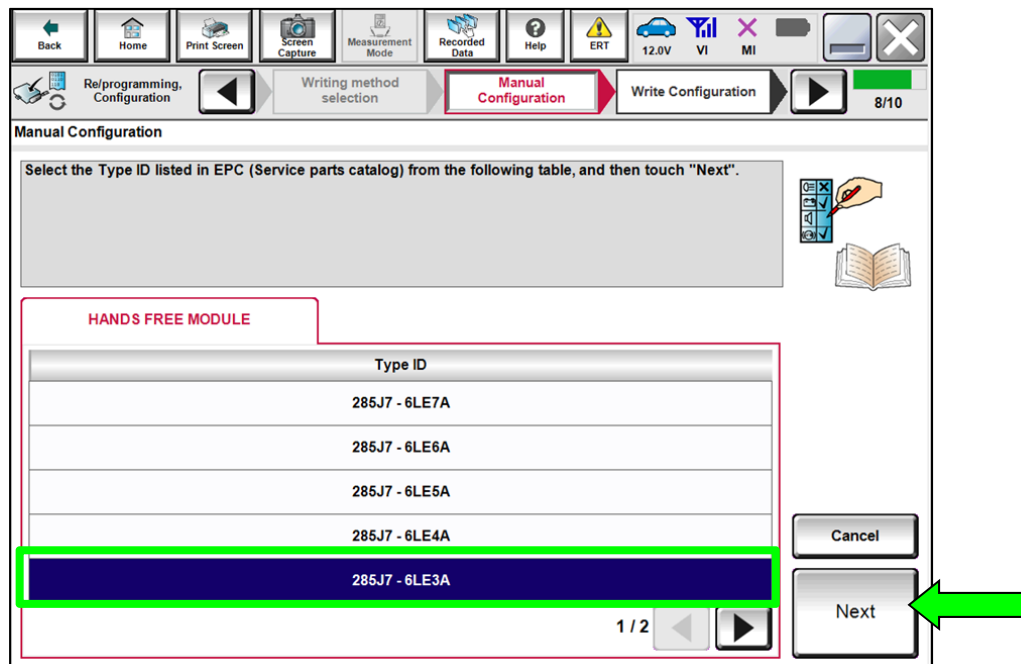 Back
Home
Print Screen
Screen
Capture
Measurement
Mode
Recorded
Data
Help
ERT
12.0V
VI
MI
Re/programming,
Configuration
Writing method
selection
Manual
Configuration
Write Configuration
8/10
Manual Configuration
Select the Type ID listed in EPC (Service parts catalog) from the following table, and then touch "Next".
HANDS FREE MODULE
Type ID
285J7 - 6LE7A
285J7 - 6LE6A
285J7 - 6LE5A
285J7 - 6LE4A
285J7 - 6LE3A
Cancel
Next
1 / 2